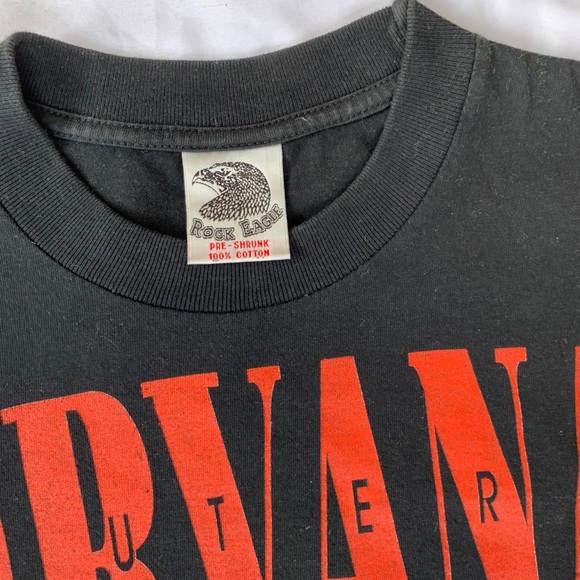 ROCK EAGLE
PRE-SHRUNK
100% COTTON
RVAN
UTER